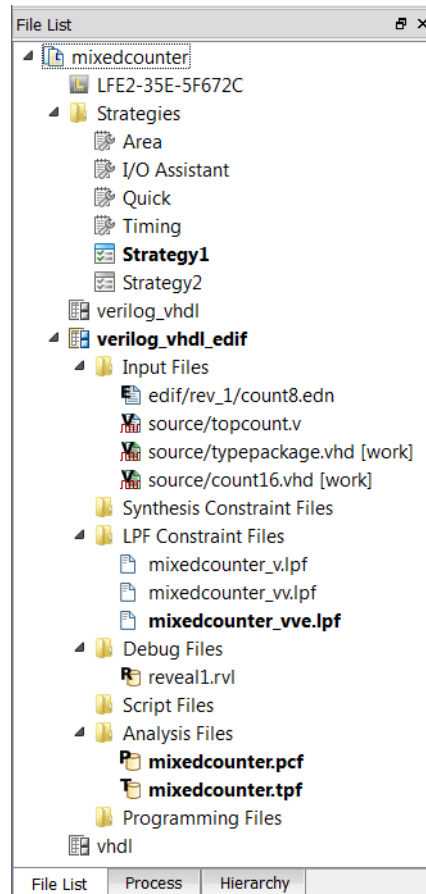 File List
mixedcounter
LFE2-35E-5F672C
Strategies
Area
I/O Assistant
Quick
Timing
Strategy1
Strategy2
verilog_vhdl
verilog_vhdl_edif
Input Files
edif/rev_1/count8.edn
source/topcount.v
source/typepackage.vhd [work]
source/count16.vhd [work]
Synthesis Constraint Files
LPF Constraint Files
mixedcounter_v.lpf
mixedcounter_vv.lpf
mixedcounter_vve.lpf
Debug Files
reveal1.rvl
Script Files
Analysis Files
mixedcounter.pcf
mixedcounter.tpf
Programming Files
vhdl
File List Process Hierarchy